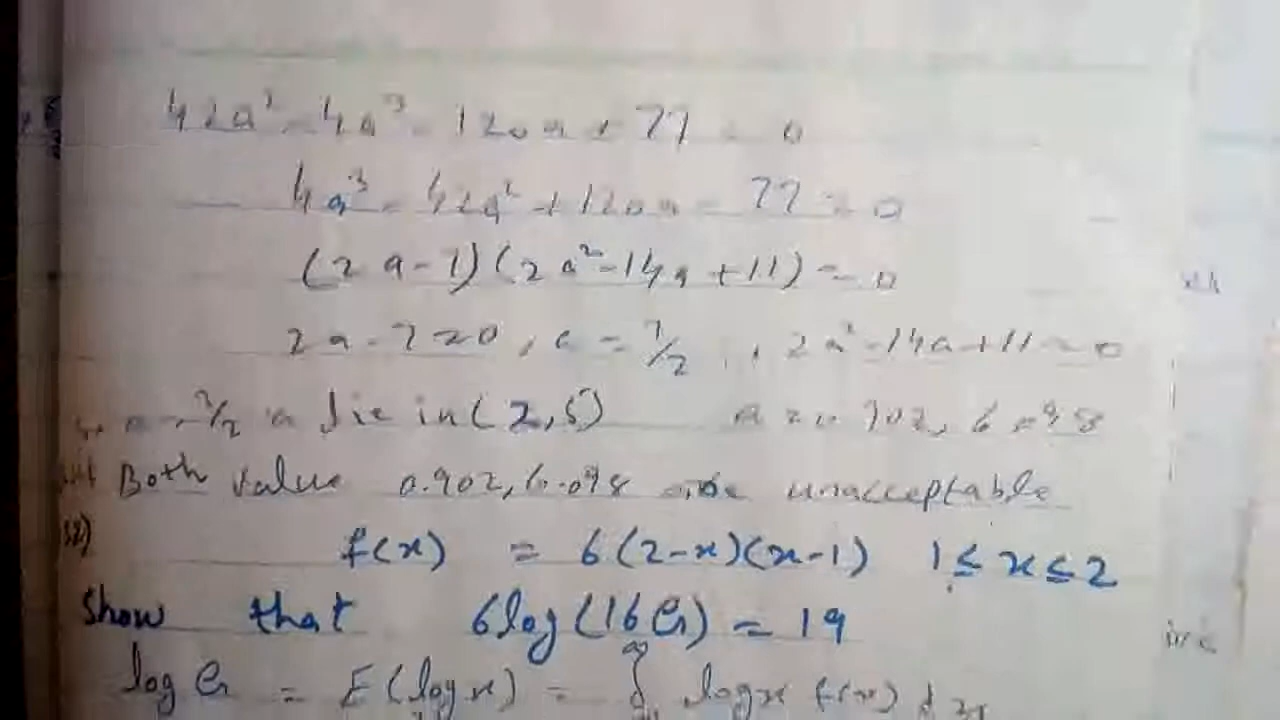 42a² - 4a³ - 120a + 77 = 0
4a³ - 42a² + 120a - 77 = 0
(2a-7)(2a²-14a+11) = 0
2a-7=0, a = 7/2, 2a²-14a+11=0
a = 7/2 lie in (2,5) a = 0.902, 6.098
Both value 0.902, 6.098 are unacceptable
32)
f(x) = 6(2-x)(x-1) 1≤x≤2
Show that 6log(16G) = 19
log G = E(log x) = ∫ log x f(x) dx